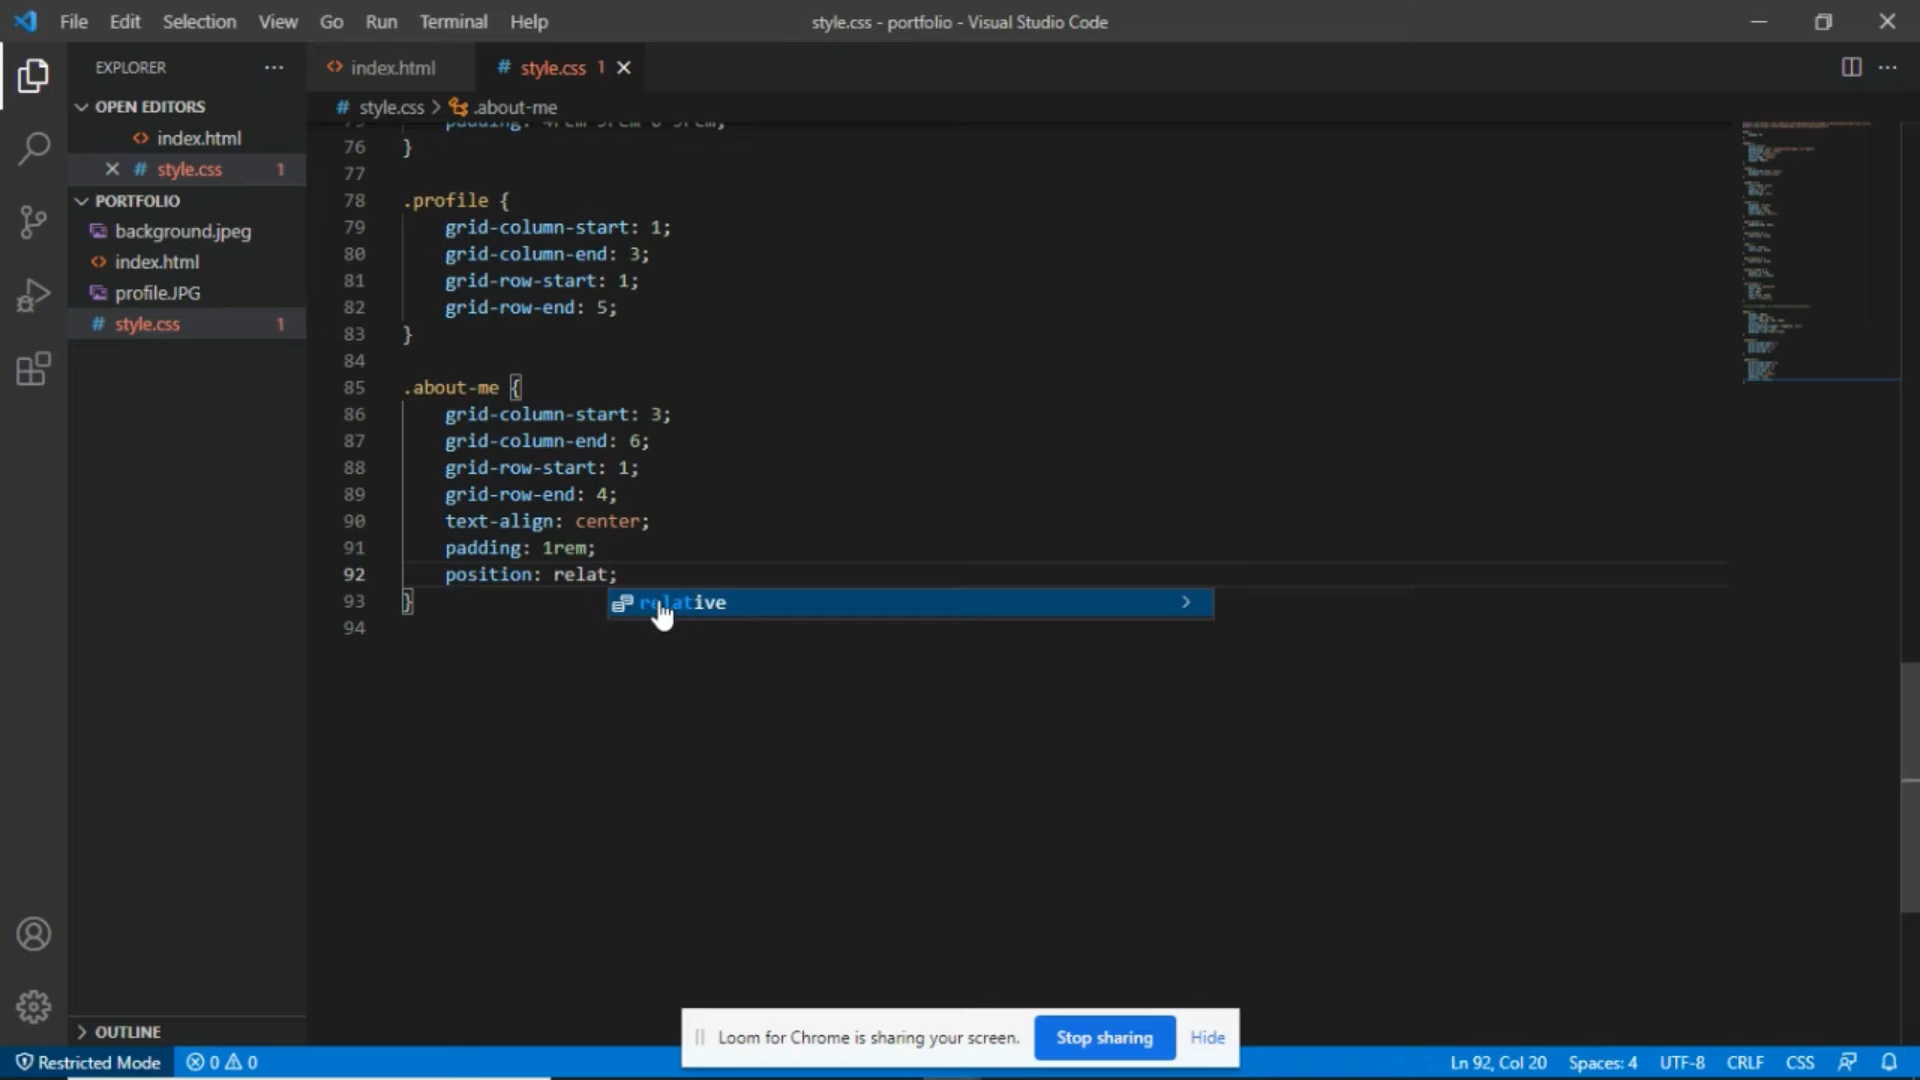 File Edit Selection View Go Run Terminal Help
style.css - portfolio - Visual Studio Code
EXPLORER
OPEN EDITORS
index.html
style.css 1
PORTFOLIO
background.jpeg
index.html
profile.JPG
style.css 1
OUTLINE
index.html
style.css 1
style.css > .about-me
76 }
77
78 .profile {
79 grid-column-start: 1;
80 grid-column-end: 3;
81 grid-row-start: 1;
82 grid-row-end: 5;
83 }
84
85 .about-me {
86 grid-column-start: 3;
87 grid-column-end: 6;
88 grid-row-start: 1;
89 grid-row-end: 4;
90 text-align: center;
91 padding: 1rem;
92 position: relat;
93 }
relative
94
Loom for Chrome is sharing your screen. Stop sharing Hide
Restricted Mode 0 0 Ln 92, Col 20 Spaces: 4 UTF-8 CRLF CSS